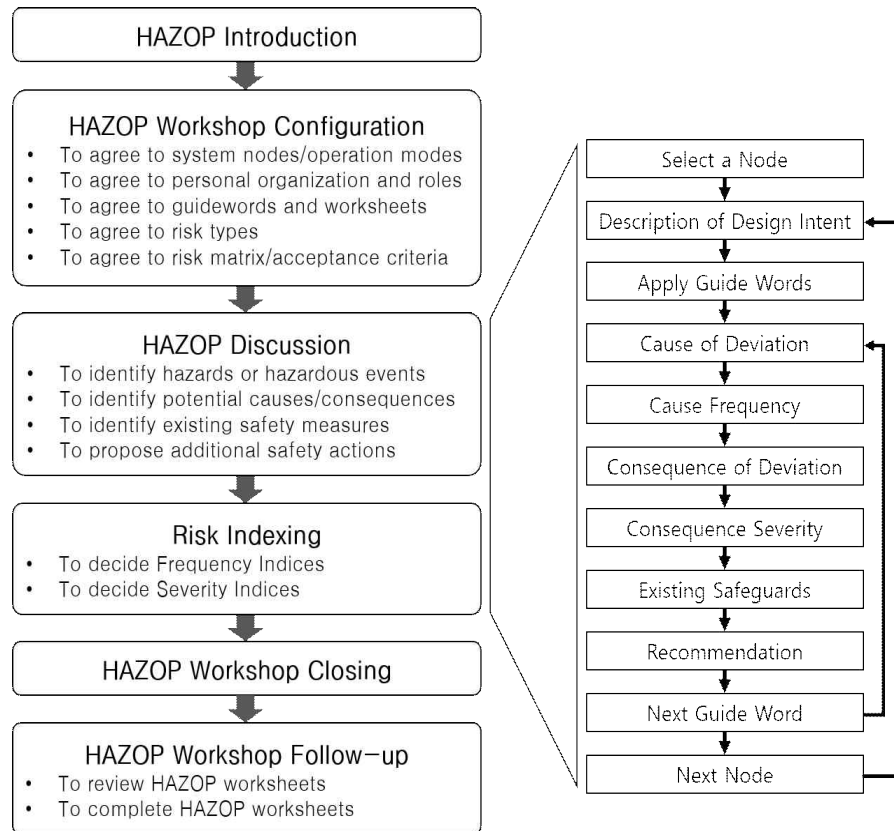 HAZOP Introduction
HAZOP Workshop Configuration
• To agree to system nodes/operation modes
• To agree to personal organization and roles
• To agree to guidewords and worksheets
• To agree to risk types
• To agree to risk matrix/acceptance criteria
HAZOP Discussion
• To identify hazards or hazardous events
• To identify potential causes/consequences
• To identify existing safety measures
• To propose additional safety actions
Risk Indexing
• To decide Frequency Indices
• To decide Severity Indices
HAZOP Workshop Closing
HAZOP Workshop Follow-up
• To review HAZOP worksheets
• To complete HAZOP worksheets
Select a Node
Description of Design Intent
Apply Guide Words
Cause of Deviation
Cause Frequency
Consequence of Deviation
Consequence Severity
Existing Safeguards
Recommendation
Next Guide Word
Next Node